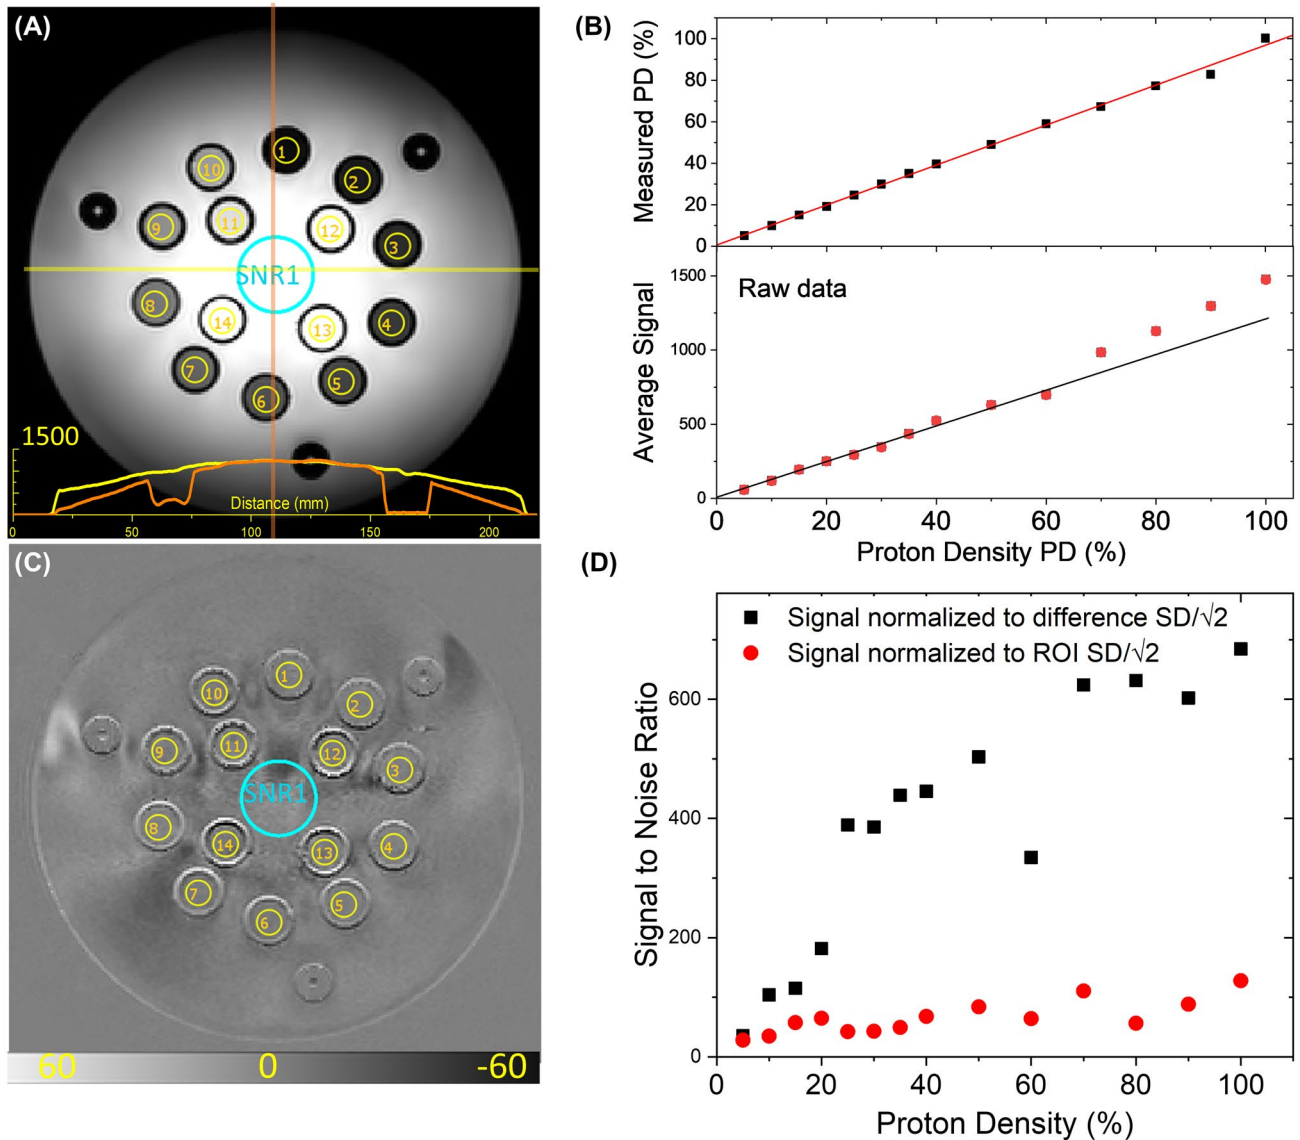 (A)
1
10
2
11
12
9
3
SNR1
8
14
13
4
7
5
6
1500
Distance (mm)
0 50 100 150 200
(B)
Measured PD (%)
100
80
60
40
20
0
Average Signal
Raw data
1500
1000
500
0
0 20 40 60 80 100
Proton Density PD (%)
(C)
1
10
2
11
12
9
3
SNR1
8
14
13
4
7
5
6
60 0 -60
(D)
Signal to Noise Ratio
Signal normalized to difference SD/√2
Signal normalized to ROI SD/√2
600
400
200
0
0 20 40 60 80 100
Proton Density (%)